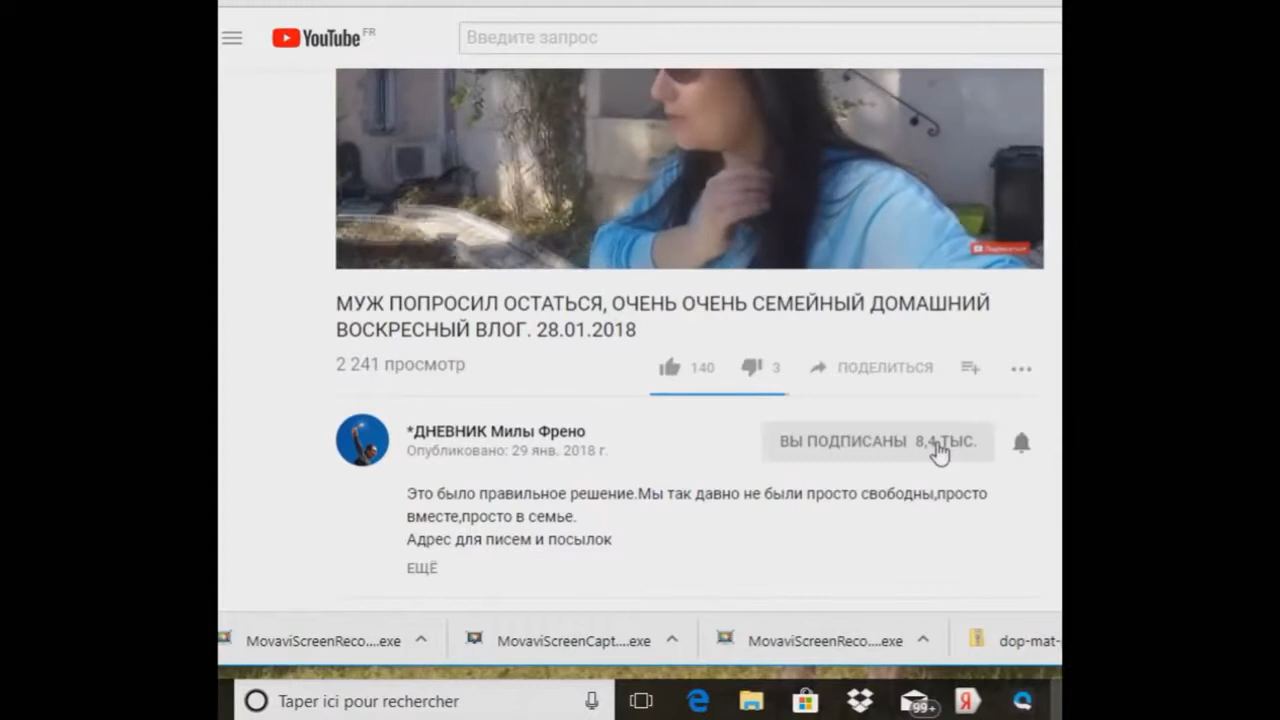 YouTube FR
Введите запрос
Подписаться
МУЖ ПОПРОСИЛ ОСТАТЬСЯ, ОЧЕНЬ ОЧЕНЬ СЕМЕЙНЫЙ ДОМАШНИЙ
ВОСКРЕСНЫЙ ВЛОГ. 28.01.2018
2 241 просмотр
140 3 ПОДЕЛИТЬСЯ
*ДНЕВНИК Милы Френо
ВЫ ПОДПИСАНЫ 8,4 ТЫС.
Опубликовано: 29 янв. 2018 г.
Это было правильное решение.Мы так давно не были просто свободны,просто
вместе,просто в семье.
Адрес для писем и посылок
ЕЩЁ
MovaviScreenReco....exe MovaviScreenCapt....exe MovaviScreenReco....exe dop-mat-
Taper ici pour rechercher 99+ Я